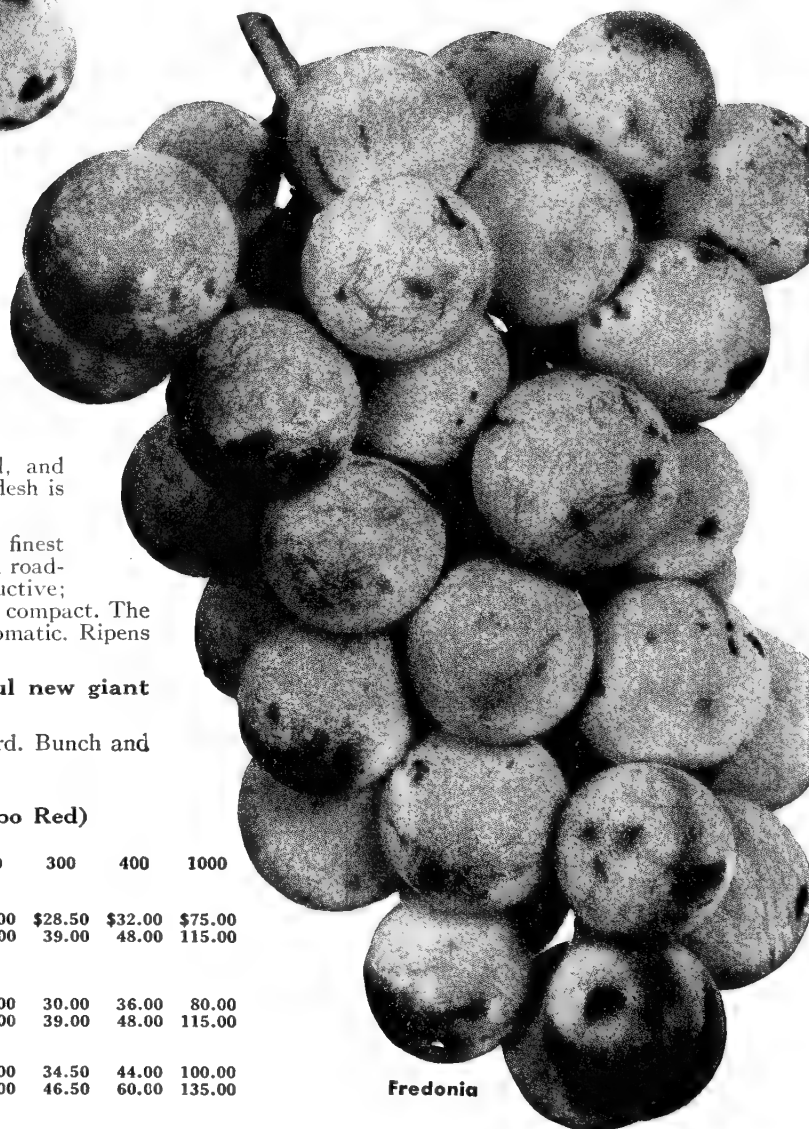 l, and
lesh is
finest
road-
uctive;
compact. The
omatic. Ripens
ul new giant
rd. Bunch and
oo Red)
0 300 400 1000
00 $28.50 $32.00 $75.00
00 39.00 48.00 115.00
00 30.00 36.00 80.00
00 39.00 48.00 115.00
00 34.50 44.00 100.00
00 46.50 60.00 135.00
Fredonia